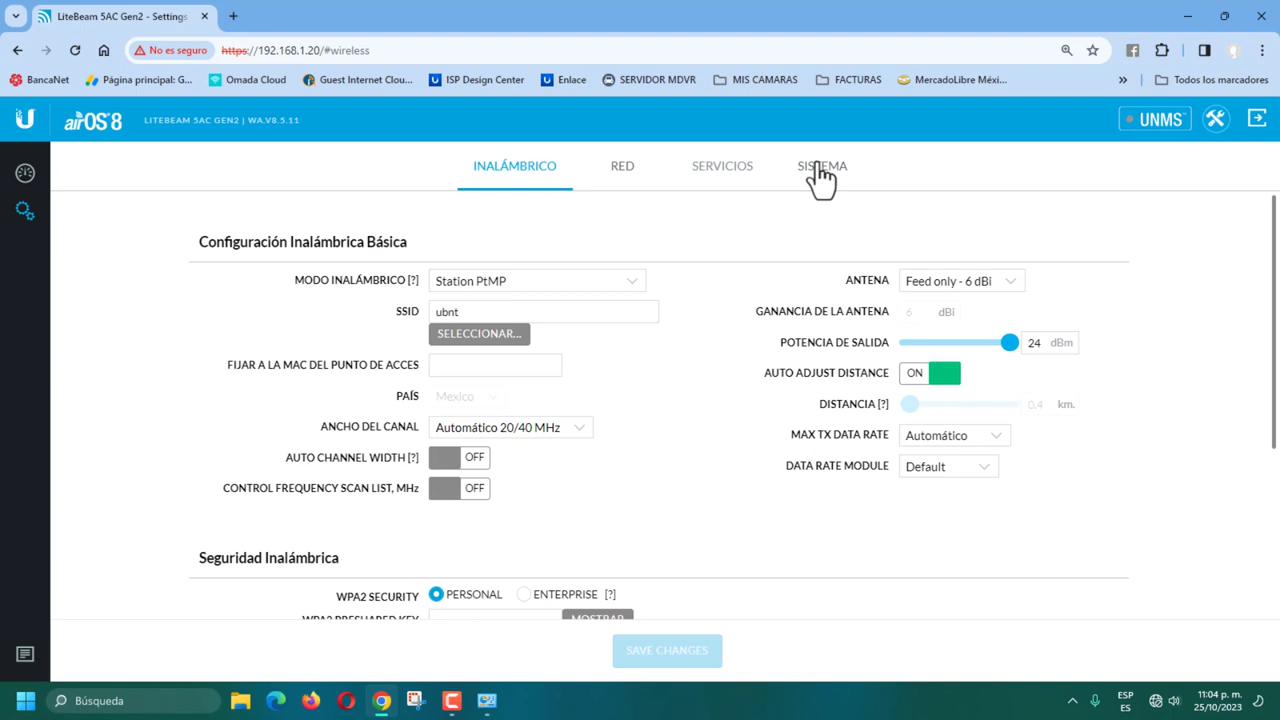 LiteBeam 5AC Gen2 - Settings
No es seguro https://192.168.1.20/#wireless
BancaNet Página principal: G... Omada Cloud Guest Internet Clou... ISP Design Center Enlace SERVIDOR MDVR MIS CAMARAS FACTURAS MercadoLibre Méxi... » Todos los marcadores
airOS 8 LITEBEAM 5AC GEN2 | WA.V8.5.11 UNMS
INALÁMBRICO RED SERVICIOS SISTEMA
Configuración Inalámbrica Básica
MODO INALÁMBRICO [?] Station PtMP
ANTENA Feed only - 6 dBi
SSID ubnt
GANANCIA DE LA ANTENA 6 dBi
SELECCIONAR...
POTENCIA DE SALIDA 24 dBm
FIJAR A LA MAC DEL PUNTO DE ACCES
AUTO ADJUST DISTANCE ON
PAÍS Mexico
DISTANCIA [?] 0.4 km.
ANCHO DEL CANAL Automático 20/40 MHz
MAX TX DATA RATE Automático
AUTO CHANNEL WIDTH [?] OFF
DATA RATE MODULE Default
CONTROL FREQUENCY SCAN LIST, MHz OFF
Seguridad Inalámbrica
WPA2 SECURITY PERSONAL ENTERPRISE [?]
WPA2 PRESHARED KEY MOSTRAR
SAVE CHANGES
Búsqueda
ESP 11:04 p. m.
ES 25/10/2023